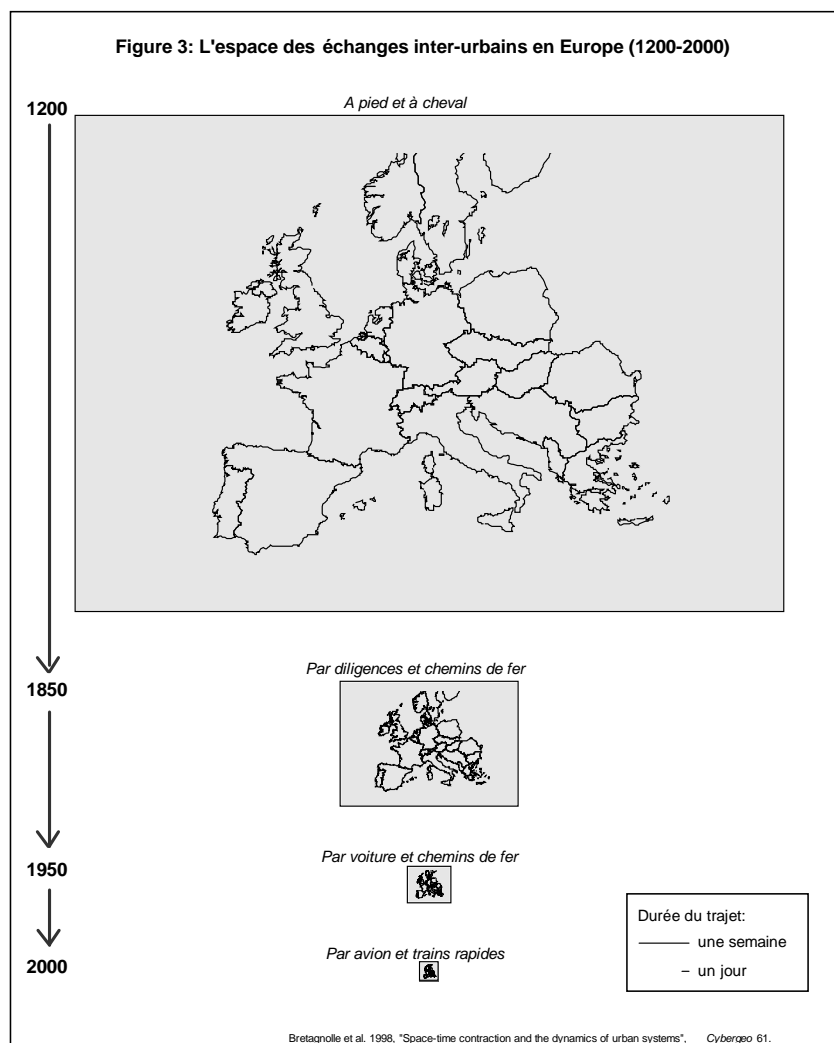 Figure 3: L'espace des échanges inter-urbains en Europe (1200-2000)
A pied et à cheval
1200
Par diligences et chemins de fer
1850
Par voiture et chemins de fer
1950
Durée du trajet:
une semaine
un jour
Par avion et trains rapides
2000
Bretagnolle et al. 1998, "Space-time contraction and the dynamics of urban systems", Cybergeo 61.